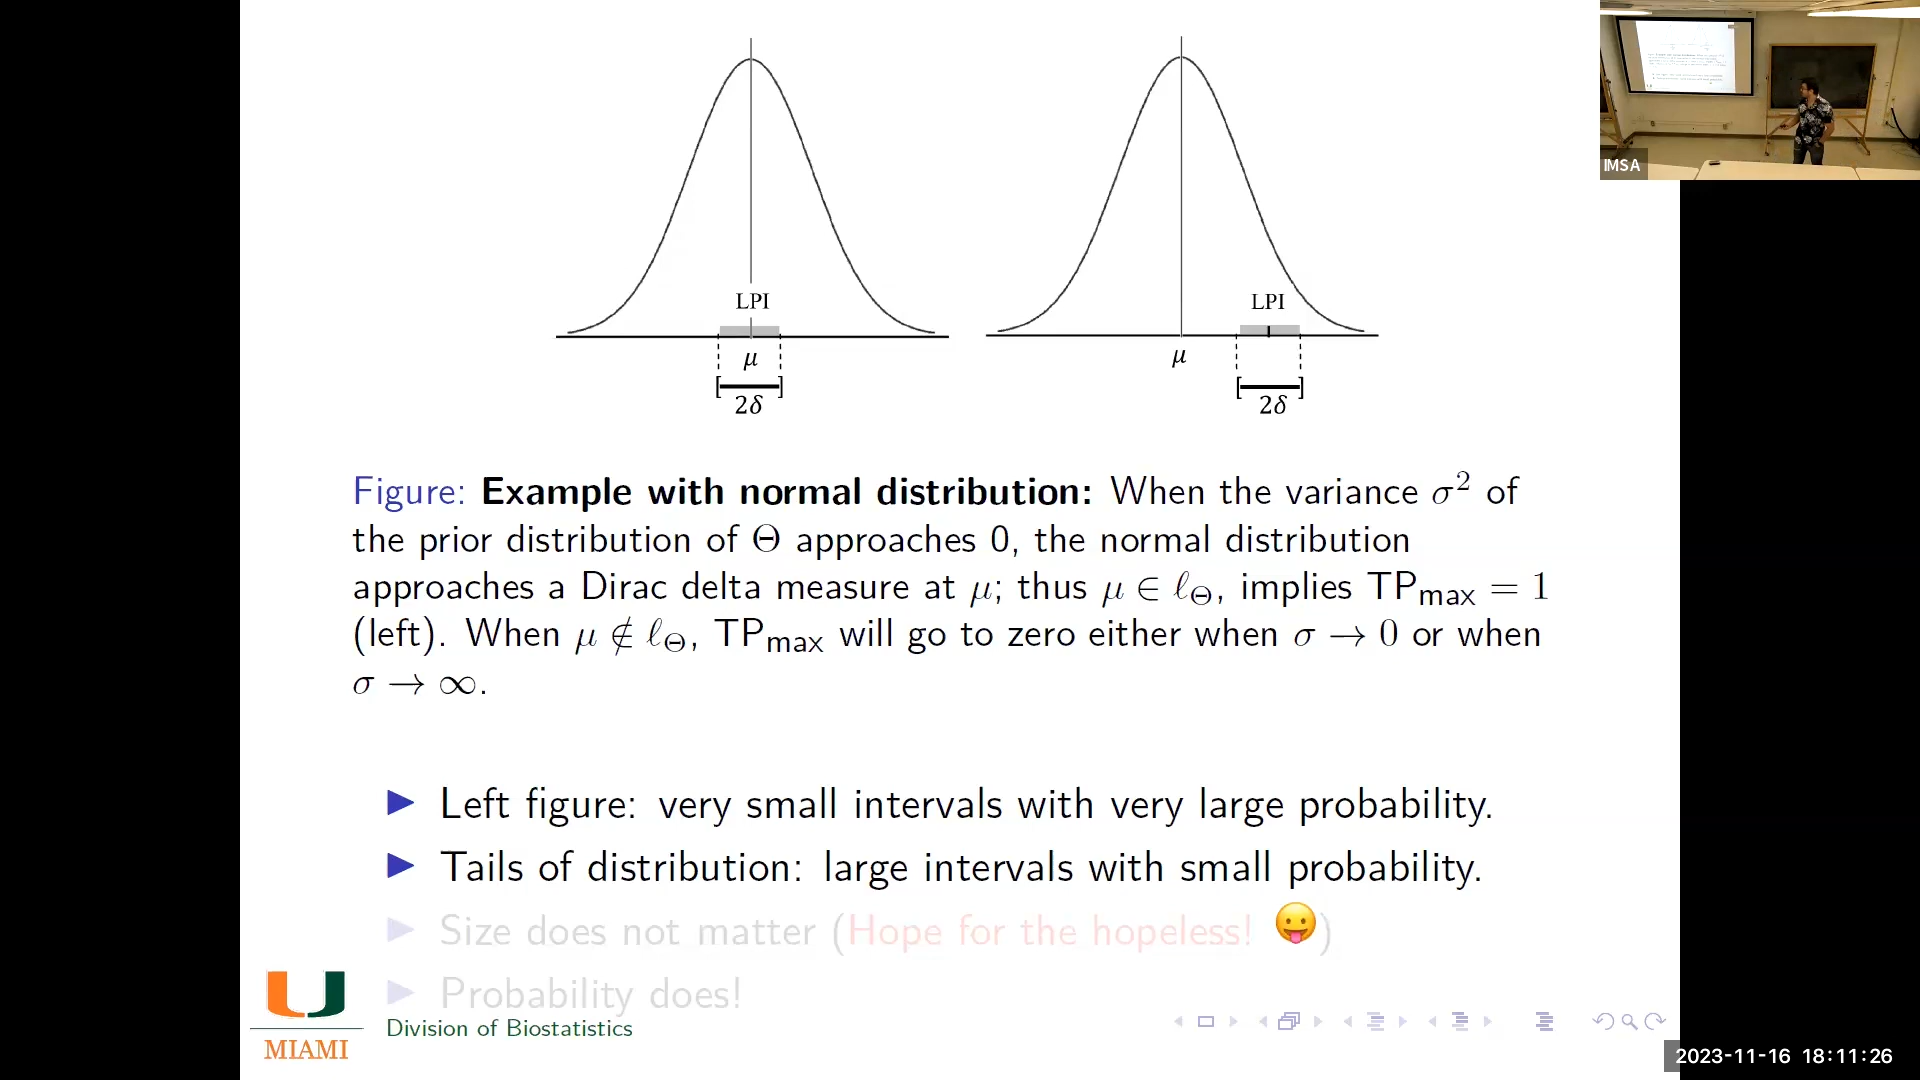 IMSA
LPI
μ
[ ]
2δ
LPI
μ
[ ]
2δ
Figure: Example with normal distribution: When the variance σ² of
the prior distribution of Θ approaches 0, the normal distribution
approaches a Dirac delta measure at μ; thus μ ∈ ℓ_Θ, implies TP_max = 1
(left). When μ ∉ ℓ_Θ, TP_max will go to zero either when σ → 0 or when
σ → ∞.
▶ Left figure: very small intervals with very large probability.
▶ Tails of distribution: large intervals with small probability.
▶ Size does not matter (Hope for the hopeless! 😛)
▶ Probability does!
Division of Biostatistics
MIAMI
2023-11-16 18:11:26